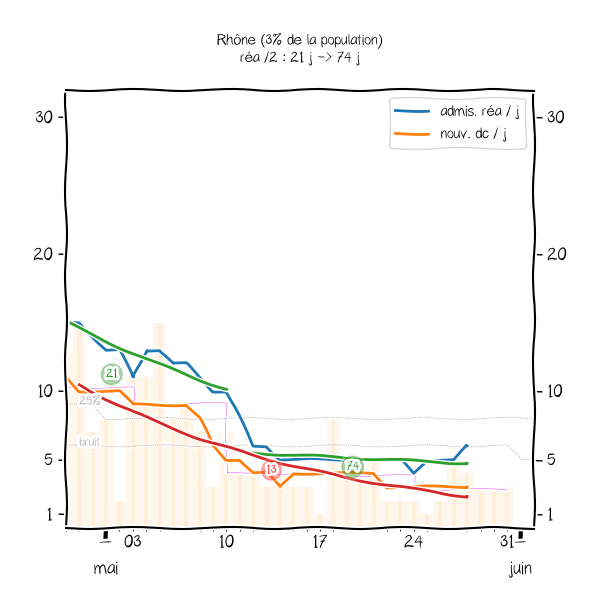 Rhône (3% de la population)
réa /2 : 21 j -> 74 j
admis. réa / j
nouv. dc / j
30
30
20
20
21
10
10
25%
bruit
13
74
5
5
1
1
03
10
17
24
31
mai
juin